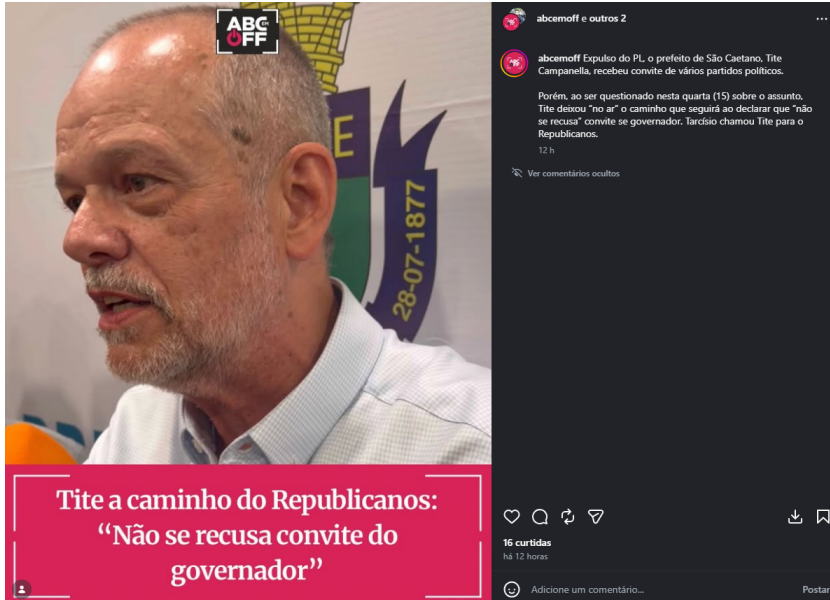 ABC EM
OFF
E
28-07-1877
Tite a caminho do Republicanos:
“Não se recusa convite do
governador”
abcemoff e outros 2
abcemoff Expulso do PL, o prefeito de São Caetano, Tite
Campanella, recebeu convite de vários partidos políticos.
Porém, ao ser questionado nesta quarta (15) sobre o assunto,
Tite deixou “no ar” o caminho que seguirá ao declarar que “não
se recusa” convite se governador. Tarcísio chamou Tite para o
Republicanos.
12 h
Ver comentários ocultos
16 curtidas
há 12 horas
Adicione um comentário...
Postar